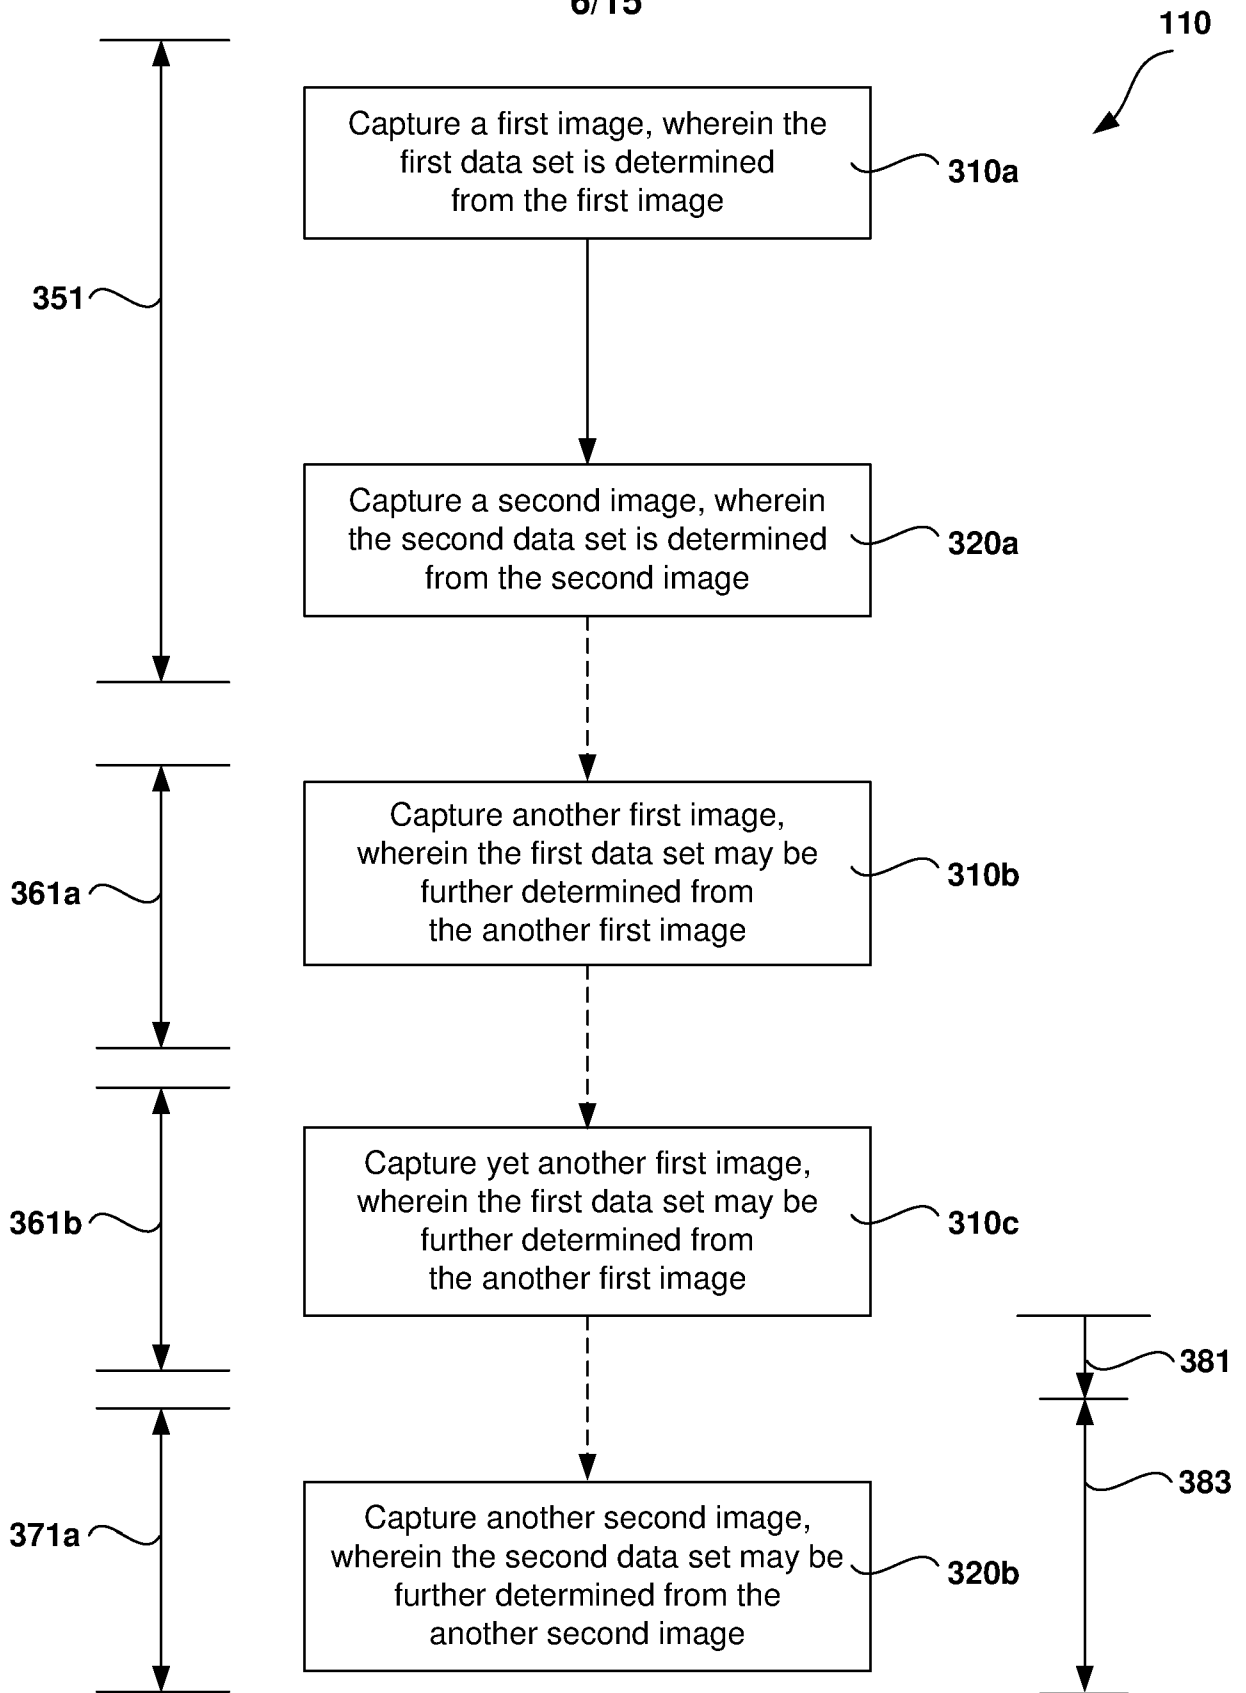 6/15
110
Capture a first image, wherein the
first data set is determined
from the first image
310a
351
Capture a second image, wherein
the second data set is determined
from the second image
320a
Capture another first image,
wherein the first data set may be
further determined from
the another first image
310b
361a
Capture yet another first image,
wherein the first data set may be
further determined from
the another first image
310c
361b
381
383
Capture another second image,
wherein the second data set may be
further determined from the
another second image
371a
320b